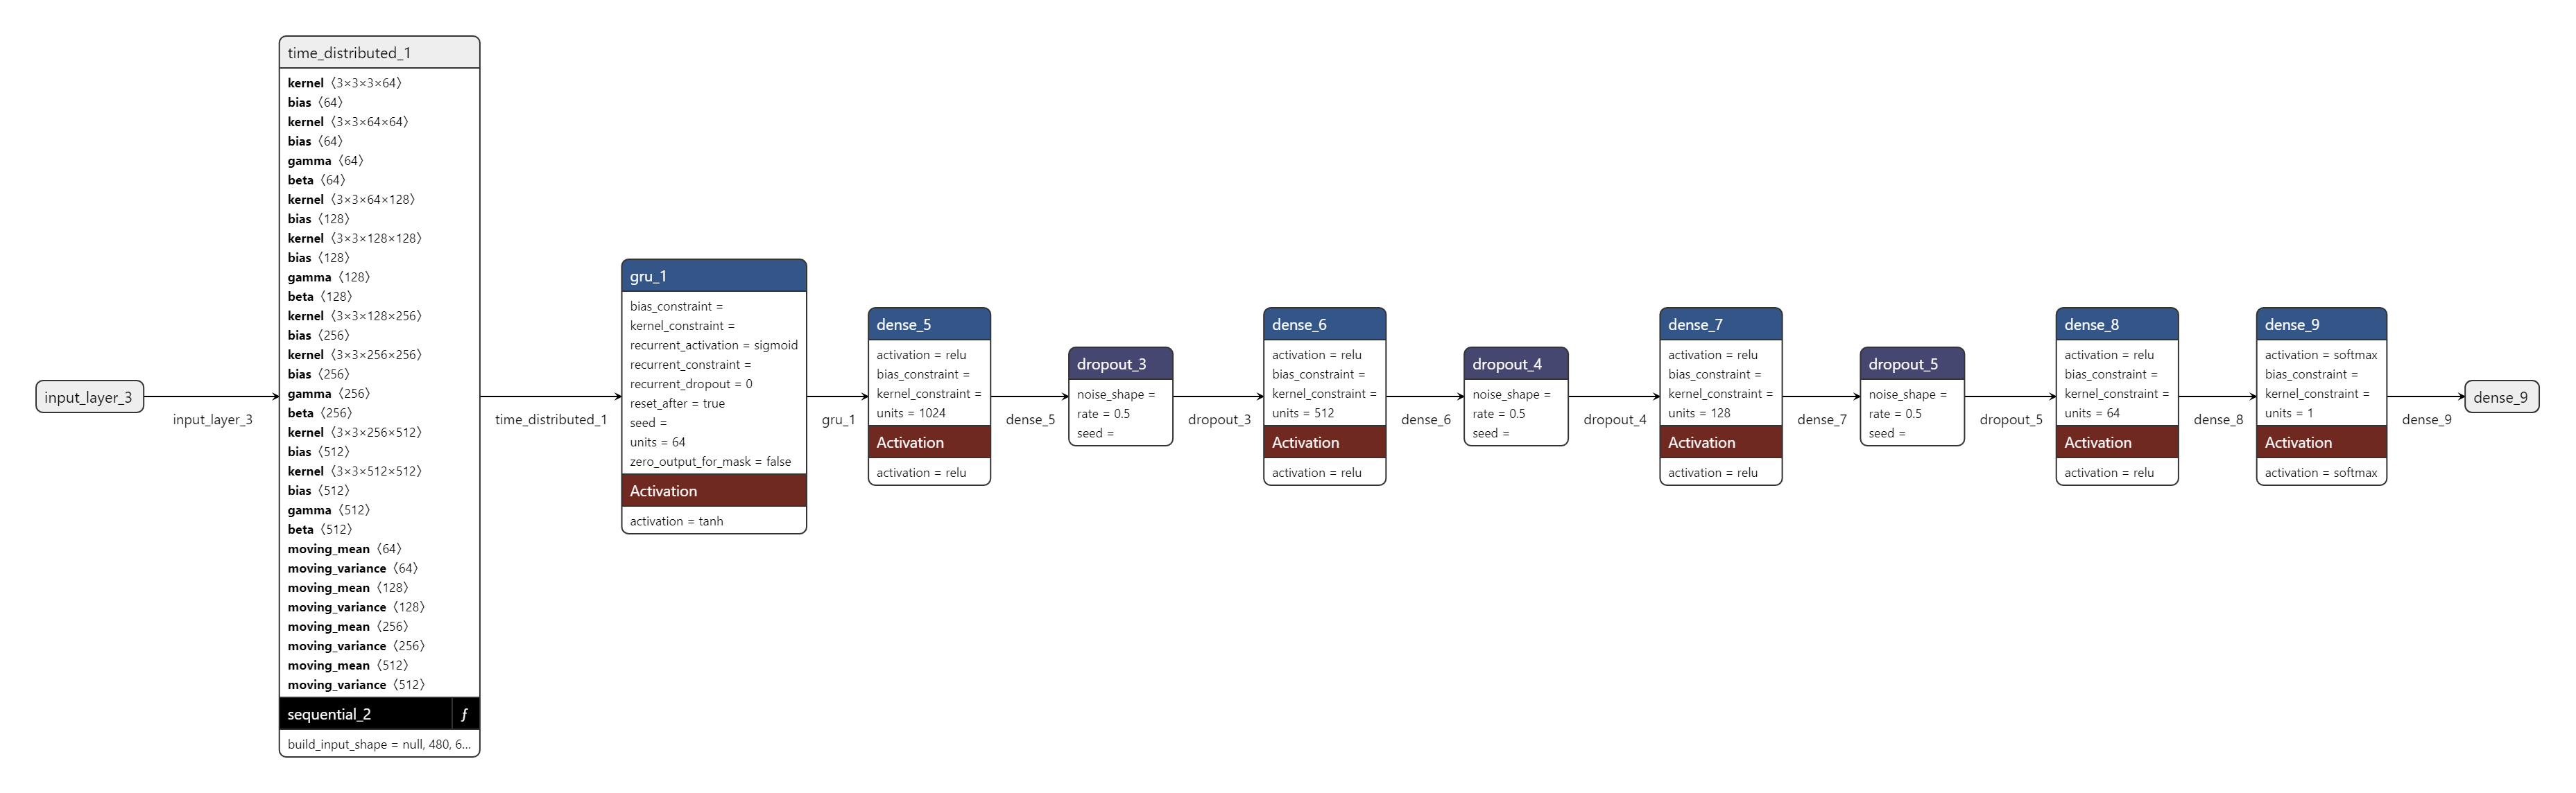 input_layer_3
input_layer_3
time_distributed_1
kernel〈3×3×3×64〉
bias〈64〉
kernel〈3×3×64×64〉
bias〈64〉
gamma〈64〉
beta〈64〉
kernel〈3×3×64×128〉
bias〈128〉
kernel〈3×3×128×128〉
bias〈128〉
gamma〈128〉
beta〈128〉
kernel〈3×3×128×256〉
bias〈256〉
kernel〈3×3×256×256〉
bias〈256〉
gamma〈256〉
beta〈256〉
kernel〈3×3×256×512〉
bias〈512〉
kernel〈3×3×512×512〉
bias〈512〉
gamma〈512〉
beta〈512〉
moving_mean〈64〉
moving_variance〈64〉
moving_mean〈128〉
moving_variance〈128〉
moving_mean〈256〉
moving_variance〈256〉
moving_mean〈512〉
moving_variance〈512〉
sequential_2 ƒ
build_input_shape = null, 480, 6…
time_distributed_1
gru_1
bias_constraint =
kernel_constraint =
recurrent_activation = sigmoid
recurrent_constraint =
recurrent_dropout = 0
reset_after = true
seed =
units = 64
zero_output_for_mask = false
Activation
activation = tanh
gru_1
dense_5
activation = relu
bias_constraint =
kernel_constraint =
units = 1024
Activation
activation = relu
dense_5
dropout_3
noise_shape =
rate = 0.5
seed =
dropout_3
dense_6
activation = relu
bias_constraint =
kernel_constraint =
units = 512
Activation
activation = relu
dense_6
dropout_4
noise_shape =
rate = 0.5
seed =
dropout_4
dense_7
activation = relu
bias_constraint =
kernel_constraint =
units = 128
Activation
activation = relu
dense_7
dropout_5
noise_shape =
rate = 0.5
seed =
dropout_5
dense_8
activation = relu
bias_constraint =
kernel_constraint =
units = 64
Activation
activation = relu
dense_8
dense_9
activation = softmax
bias_constraint =
kernel_constraint =
units = 1
Activation
activation = softmax
dense_9
dense_9